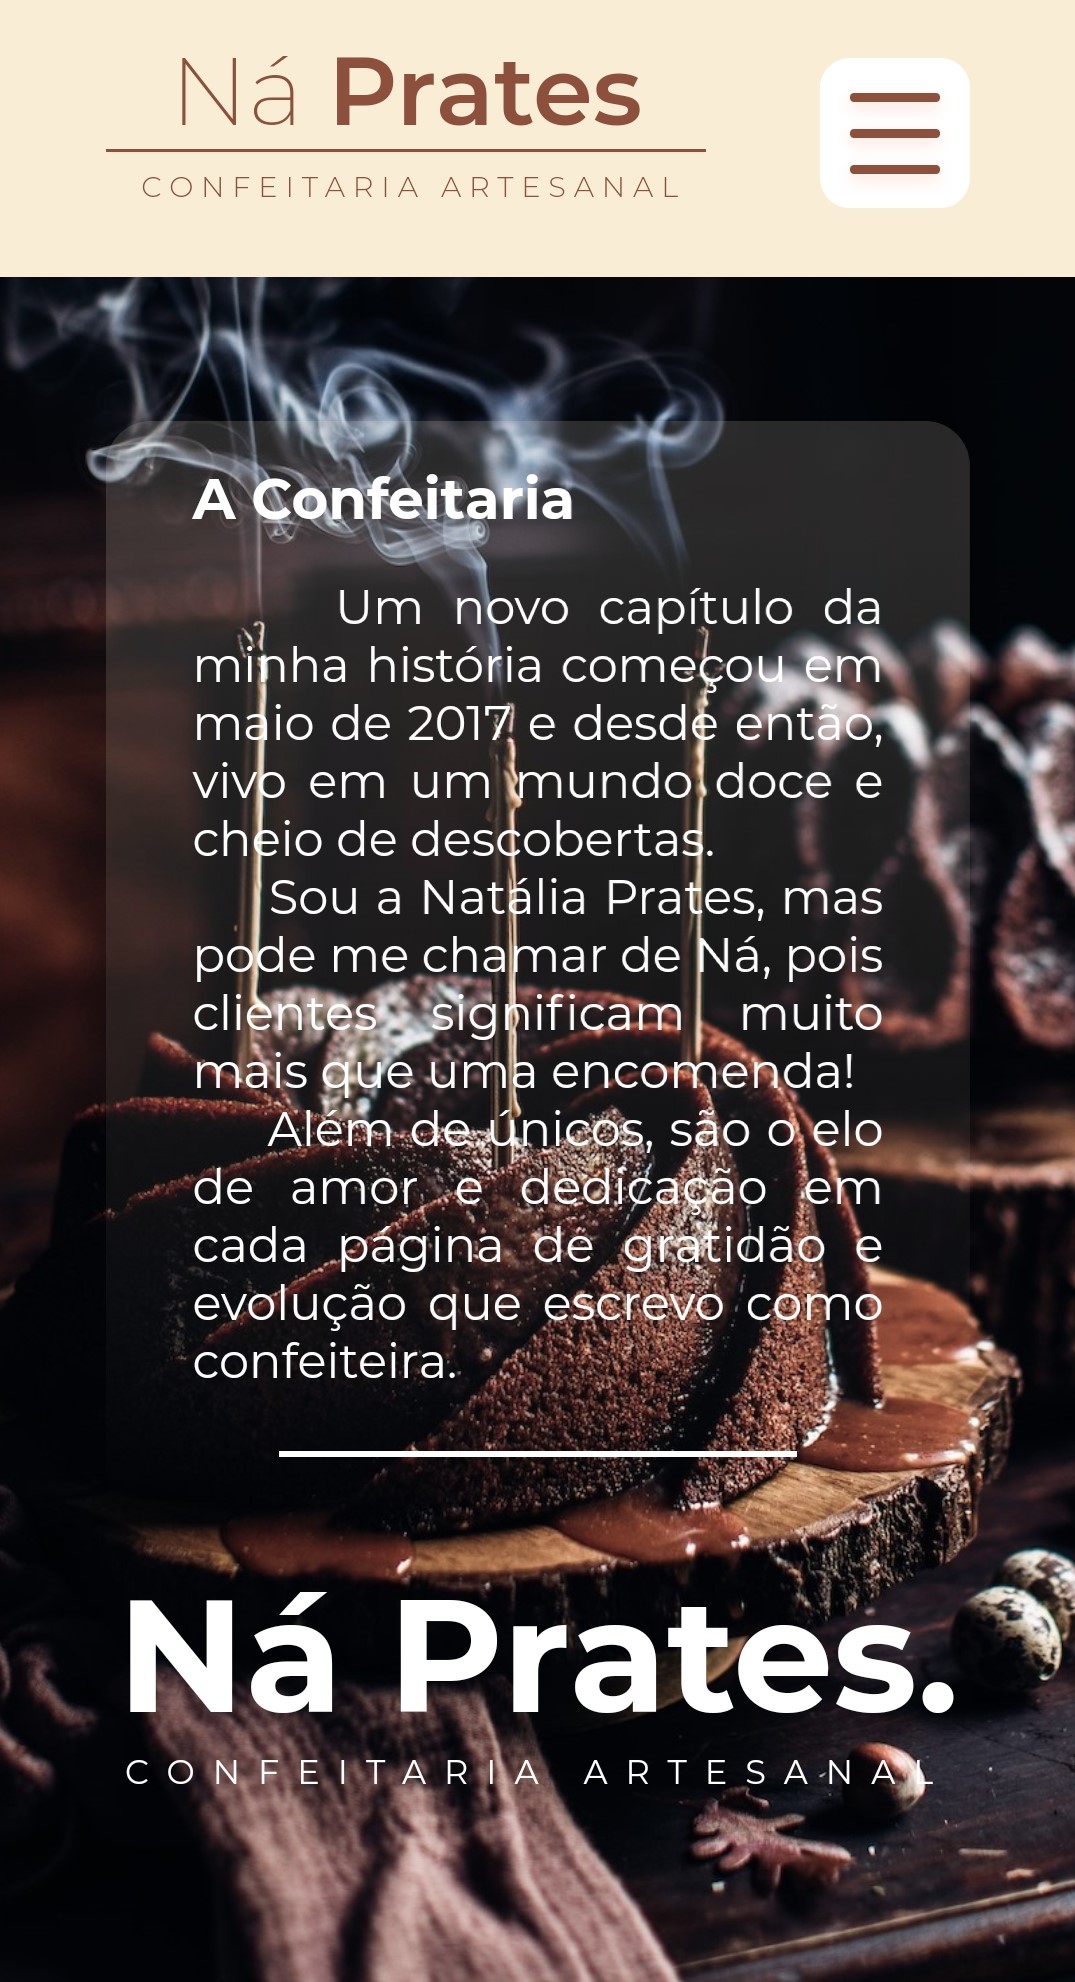 Ná Prates
CONFEITARIA ARTESANAL
A Confeitaria
Um novo capítulo da
minha história começou em
maio de 2017 e desde então,
vivo em um mundo doce e
cheio de descobertas.
Sou a Natália Prates, mas
pode me chamar de Ná, pois
clientes significam muito
mais que uma encomenda!
Além de únicos, são o elo
de amor e dedicação em
cada página de gratidão e
evolução que escrevo como
confeiteira.
Ná Prates.
CONFEITARIA ARTESANAL